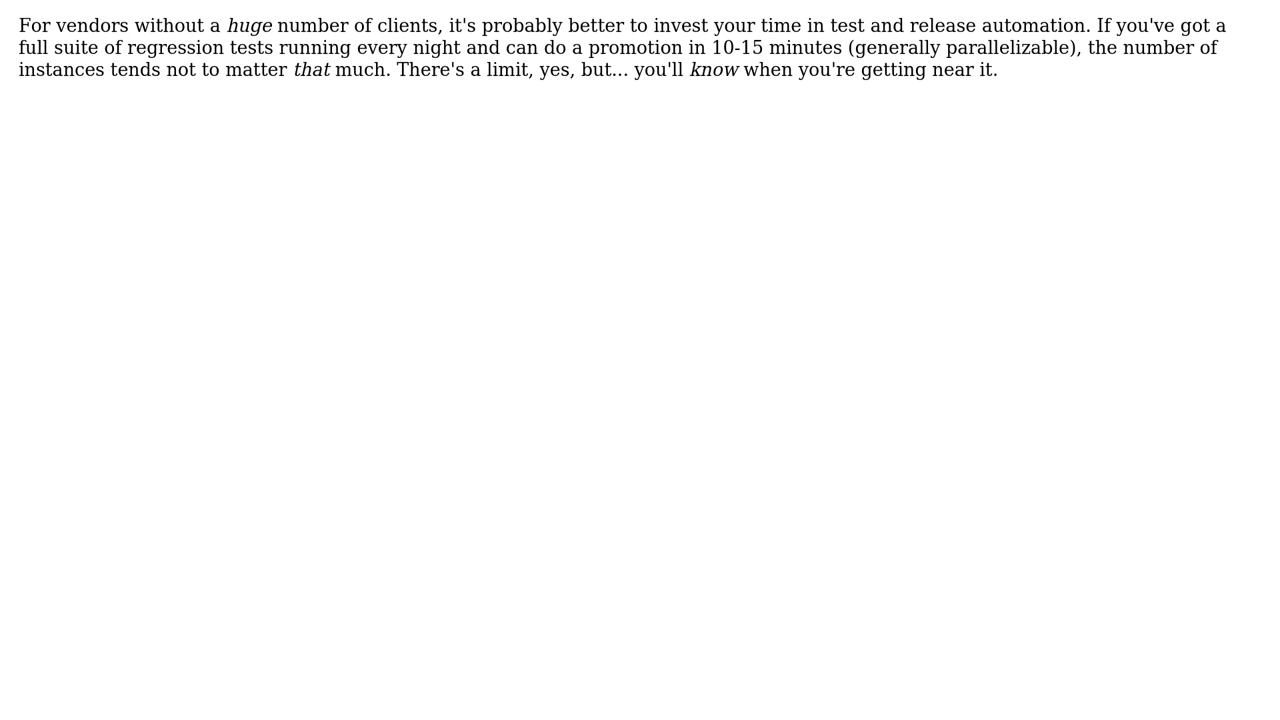 For vendors without a huge number of clients, it's probably better to invest your time in test and release automation. If you've got a
full suite of regression tests running every night and can do a promotion in 10-15 minutes (generally parallelizable), the number of
instances tends not to matter that much. There's a limit, yes, but... you'll know when you're getting near it.